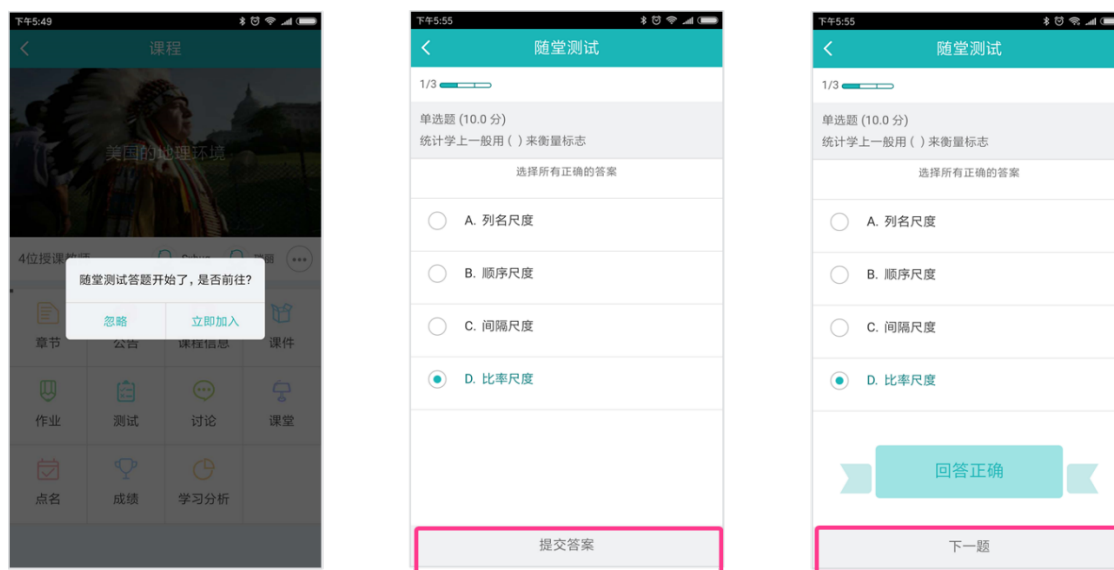 下午5:49
课程
美国的地理环境
4位授课教师
随堂测试答题开始了，是否前往？
忽略
立即加入
章节
公告
课程信息
课件
作业
测试
讨论
课堂
点名
成绩
学习分析
下午5:55
随堂测试
1/3
单选题 (10.0 分)
统计学上一般用 ( ) 来衡量标志
选择所有正确的答案
A. 列名尺度
B. 顺序尺度
C. 间隔尺度
D. 比率尺度
提交答案
下午5:55
随堂测试
1/3
单选题 (10.0 分)
统计学上一般用 ( ) 来衡量标志
选择所有正确的答案
A. 列名尺度
B. 顺序尺度
C. 间隔尺度
D. 比率尺度
回答正确
下一题